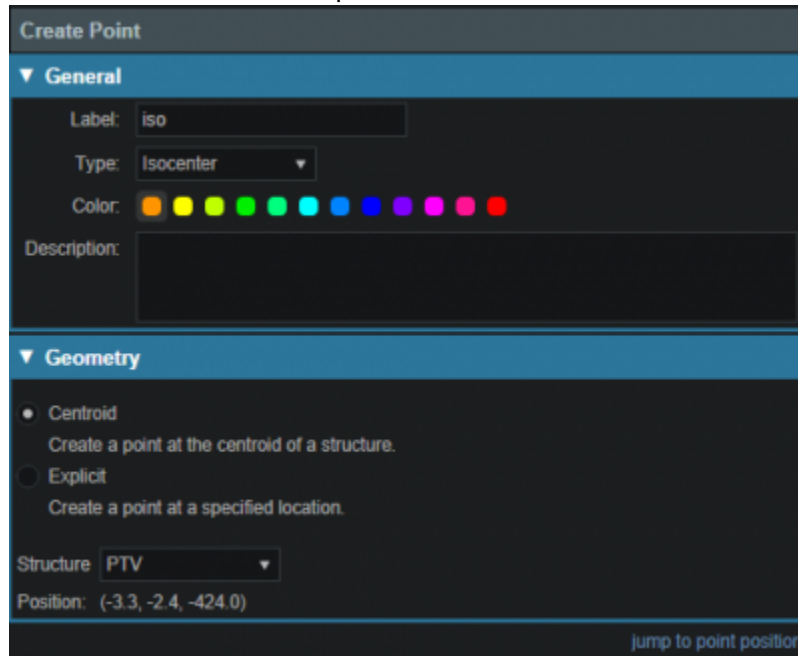 Create Point
▼ General
Label: iso
Type: Isocenter ▼
Color:
Description:
▼ Geometry
Centroid
Create a point at the centroid of a structure.
Explicit
Create a point at a specified location.
Structure PTV ▼
Position: (-3.3, -2.4, -424.0)
jump to point position